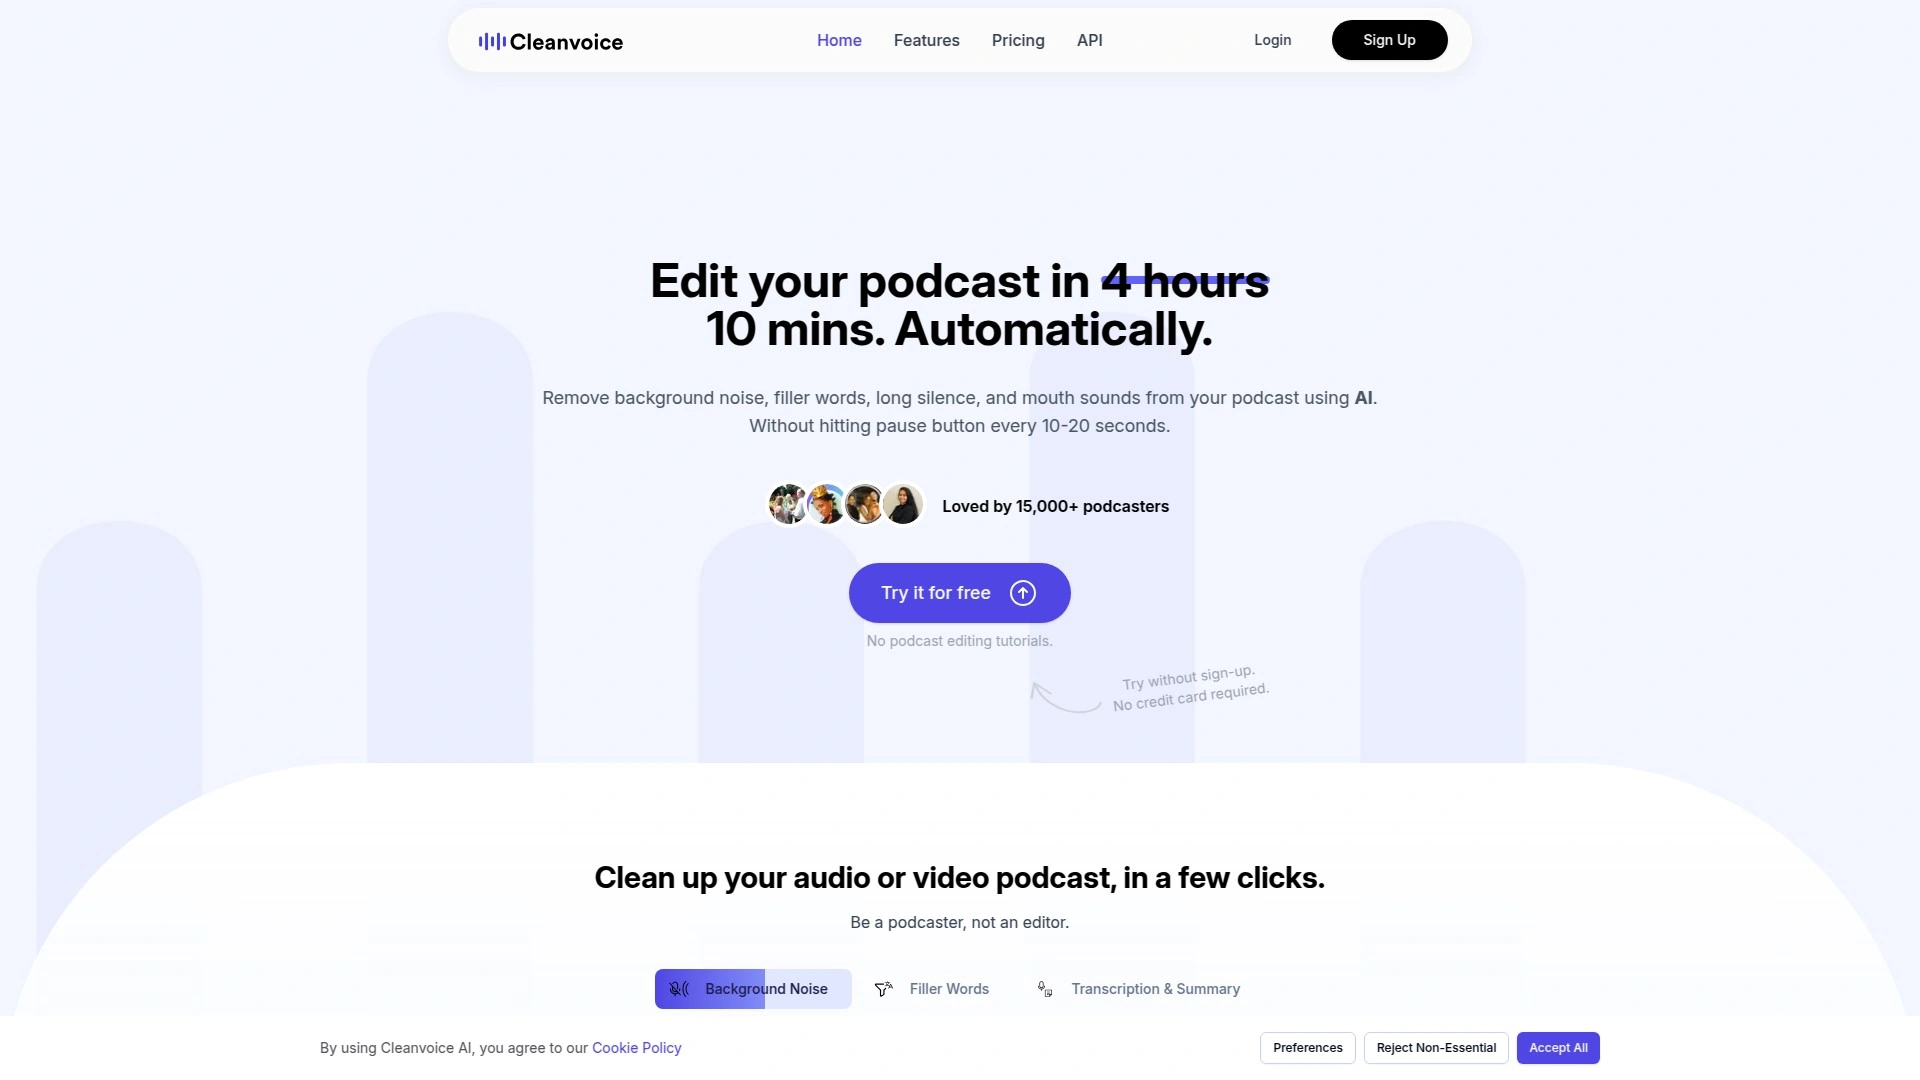 Cleanvoice
Home
Features
Pricing
API
Login
Sign Up
Edit your podcast in 4 hours
10 mins. Automatically.
Remove background noise, filler words, long silence, and mouth sounds from your podcast using AI.
Without hitting pause button every 10-20 seconds.
Loved by 15,000+ podcasters
Try it for free
No podcast editing tutorials.
Try without sign-up.
No credit card required.
Clean up your audio or video podcast, in a few clicks.
Be a podcaster, not an editor.
Background Noise
Filler Words
Transcription & Summary
By using Cleanvoice AI, you agree to our Cookie Policy
Preferences
Reject Non-Essential
Accept All